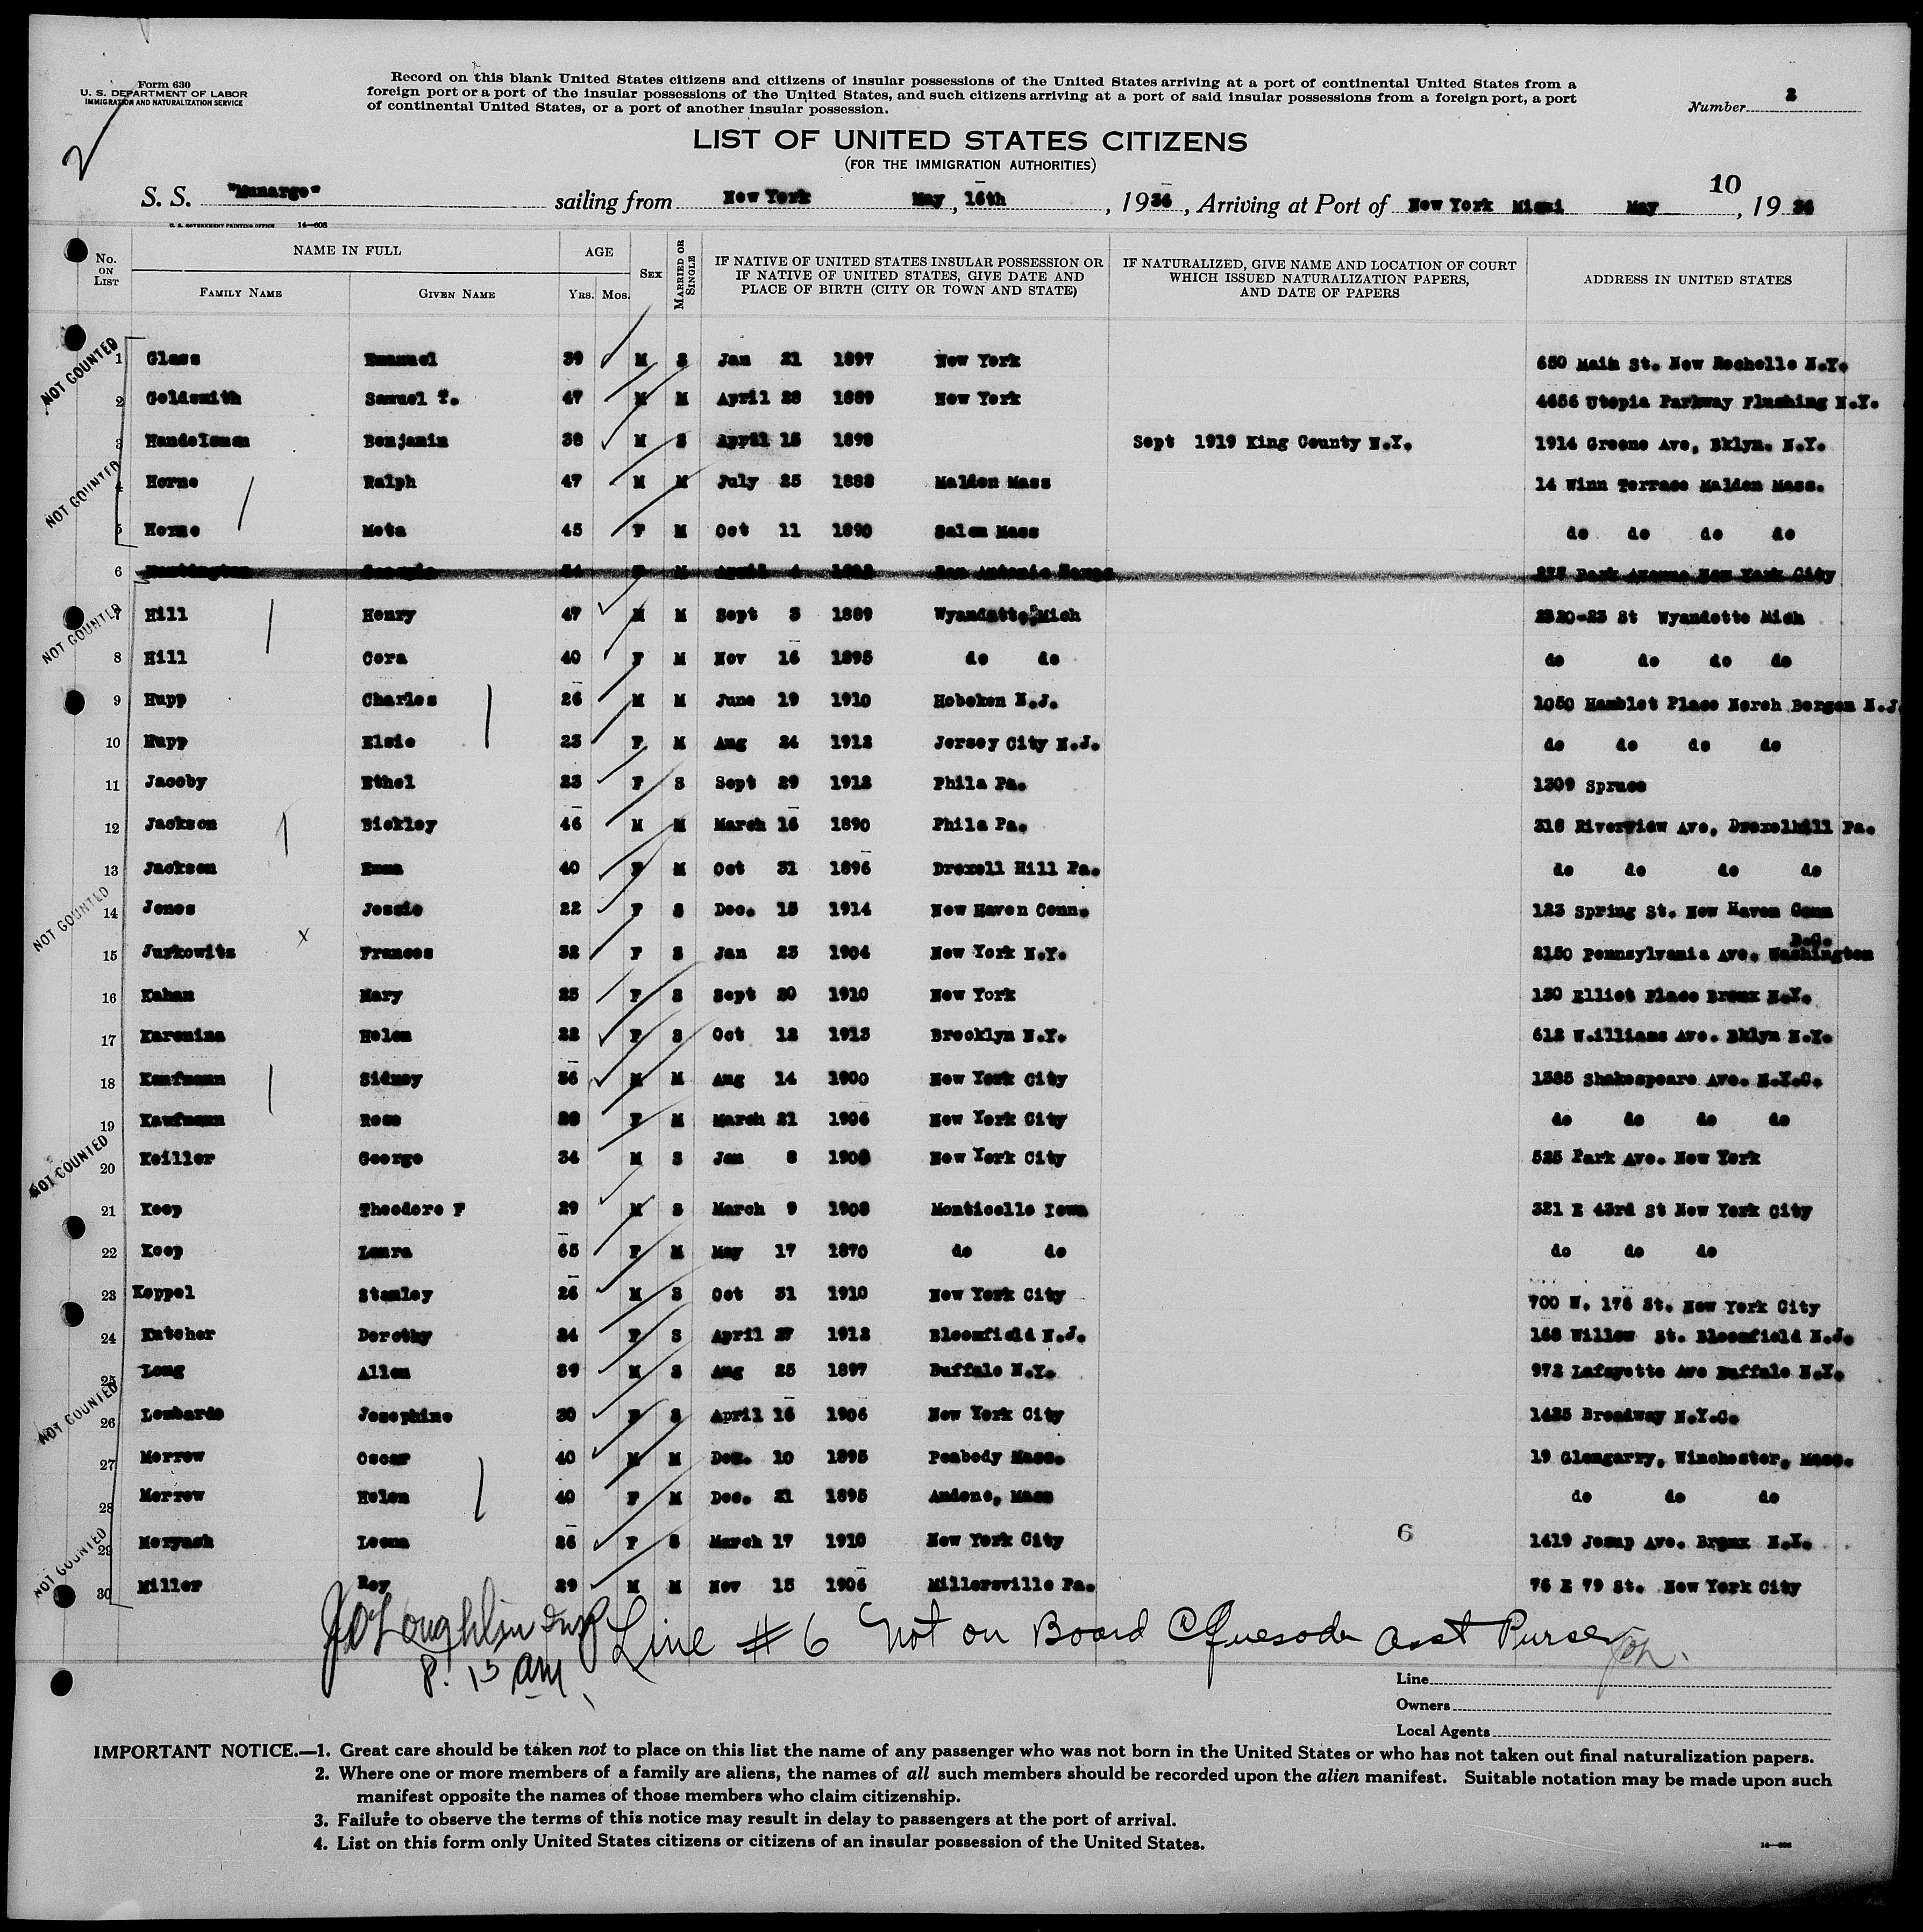 Form 630
U. S. DEPARTMENT OF LABOR
IMMIGRATION AND NATURALIZATION SERVICE
Record on this blank United States citizens and citizens of insular possessions of the United States arriving at a port of continental United States from a
foreign port or a port of the insular possessions of the United States, and such citizens arriving at a port of said insular possessions from a foreign port, a port
of continental United States, or a port of another insular possession.
Number 2
2
LIST OF UNITED STATES CITIZENS
(FOR THE IMMIGRATION AUTHORITIES)
S. S. "Munargo" sailing from New York May, 16th, 1936, Arriving at Port of New York Miami May 10, 1936
U. S. GOVERNMENT PRINTING OFFICE 14—608
No. ON LIST NAME IN FULL AGE SEX MARRIED OR SINGLE IF NATIVE OF UNITED STATES INSULAR POSSESSION OR IF NATIVE OF UNITED STATES, GIVE DATE AND PLACE OF BIRTH (CITY OR TOWN AND STATE) IF NATURALIZED, GIVE NAME AND LOCATION OF COURT WHICH ISSUED NATURALIZATION PAPERS, AND DATE OF PAPERS ADDRESS IN UNITED STATES
FAMILY NAME GIVEN NAME YRS. MOS.
NOT COUNTED
1 Glass Emanuel 39 M S Jan 21 1897 New York 650 Main St. New Rochelle N.Y.
2 Goldsmith Samuel T. 47 M M April 28 1889 New York 4656 Utopia Parkway Flushing N.Y.
3 Handelsman Benjamin 38 M S April 15 1898 Sept 1919 King County N.Y. 1914 Greene Ave, Bklyn. N.Y.
NOT COUNTED
4 Horne Ralph 47 M M July 25 1888 Malden Mass 14 Winn Terrace Malden Mass.
5 Horne Meta 45 F M Oct 11 1890 Salem Mass do do do do
6 Huntington Georgia 54 F M April 4 San Antonio 255 Park Avenue New York City
NOT COUNTED
7 Hill Henry 47 M M Sept 3 1889 Wyandotte, Mich 2320-23 St Wyandotte Mich
8 Hill Cora 40 F M Nov 16 1895 do do do do do do
9 Hupp Charles 26 M M June 19 1910 Hoboken N.J. 1050 Hamblet Place Norch Bergen N.J.
10 Hupp Elsie 23 F M Aug 24 1912 Jersey City N.J. do do do do
11 Jacoby Ethel 23 F S Sept 29 1912 Phila Pa. 1309 Spruce
12 Jackson Bickley 46 M M March 16 1890 Phila Pa. 318 Riverview Ave, Drexelhill Pa.
13 Jackson Emma 40 F M Oct 31 1896 Drexell Hill Pa. do do do do
NOT COUNTED
14 Jones Jessie 22 F S Dec. 15 1914 New Haven Conn. 123 Spring St. New Haven Conn
15 Jurkowitz x Frances 32 F S Jan 23 1904 New York N.Y. 2150 Pennsylvania Ave. Washington D.C.
16 Kahan Mary 25 F S Sept 20 1910 New York 130 Elliot Place Bronx N.Y.
17 Karenina Helen 22 F S Oct 12 1913 Brooklyn N.Y. 612 W.illiams Ave. Bklyn N.Y.
18 Kaufmann Sidney 36 M M Aug 14 1900 New York City 1385 Shakespeare Ave. N.Y.C.
19 Kaufmann Rose F M March 21 1906 New York City do do do do
NOT COUNTED
20 Keiller George 34 M S Jan 8 190 New York City 525 Park Ave. New York
21 Koop Theodore F 29 M S March 9 1908 Monticello Iowa 321 E 43rd St New York City
22 Koop Laura 65 F M May 17 1870 do do do do do
23 Koppel Stanley 26 M S Oct 31 1910 New York City 700 W. 176 St. New York City
24 Kutcher Dorothy 24 F S April 27 1912 Bloomfield N.J. 168 Willow St. Bloomfield N.J.
25 Long Allen 39 M S Aug 25 1897 Buffalo N.Y. 972 Lafayette Ave Buffalo N.Y.
NOT COUNTED
26 Lombardo Josephine 30 F S April 16 1906 New York City 1425 Broadway N.Y.C.
27 Morrow Oscar 40 M M Dec. 10 1895 Peabody Mass. 19 Glengarry, Winchester, Mass.
28 Morrow Helen 40 F M Dec. 21 1895 Andone, Mass do do do
6
29 Moryash Leona 26 F S March 17 1910 New York City 1419 Jesup Ave. Bronx N.Y.
NOT COUNTED
30 Miller Roy 29 M M Nov 15 1906 Millersville Pa. 76 E 79 St. New York City
J O'Loughlin Insp Line # 6 Not on Board C Quesada Asst Purser
8.15 am
Line
Owners
Local Agents
IMPORTANT NOTICE.—1. Great care should be taken not to place on this list the name of any passenger who was not born in the United States or who has not taken out final naturalization papers.
2. Where one or more members of a family are aliens, the names of all such members should be recorded upon the alien manifest. Suitable notation may be made upon such
manifest opposite the names of those members who claim citizenship.
3. Failure to observe the terms of this notice may result in delay to passengers at the port of arrival.
4. List on this form only United States citizens or citizens of an insular possession of the United States.
14—608